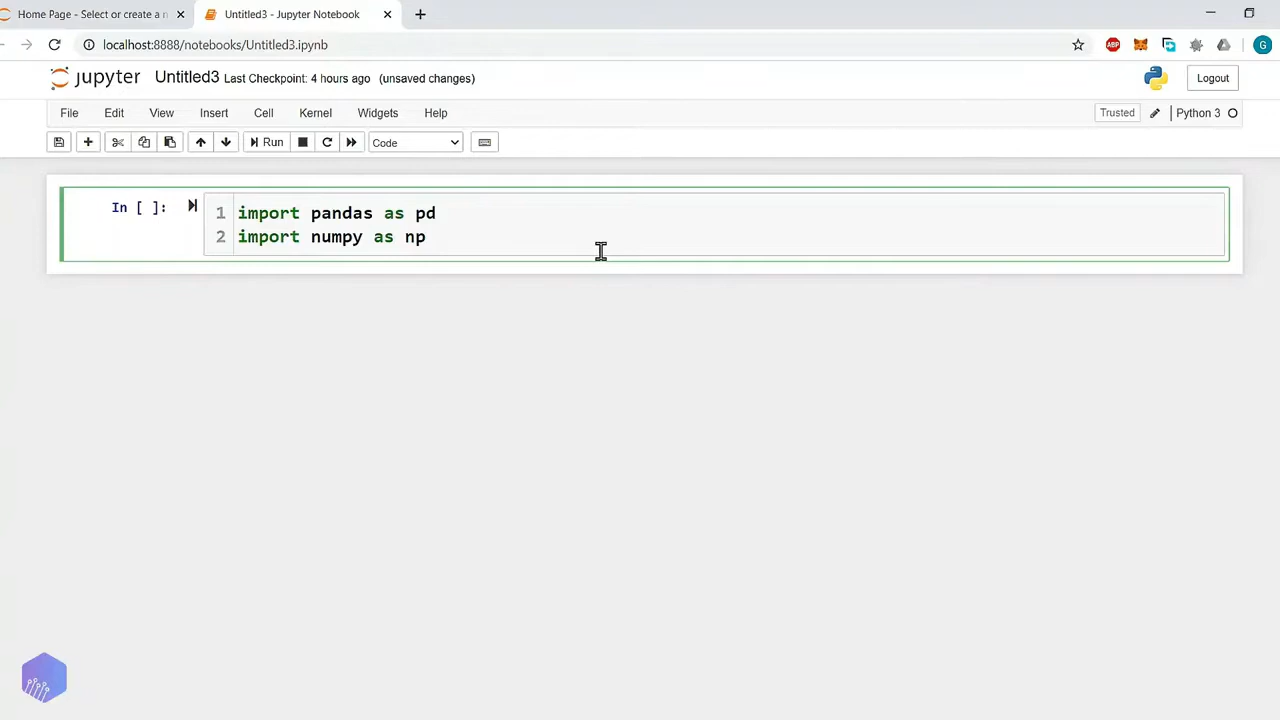 Home Page - Select or create a n
Untitled3 - Jupyter Notebook
localhost:8888/notebooks/Untitled3.ipynb
ABP
G
jupyter Untitled3 Last Checkpoint: 4 hours ago (unsaved changes)
Logout
File Edit View Insert Cell Kernel Widgets Help
Trusted
Python 3
Run
Code
In [ ]:
1 import pandas as pd
2 import numpy as np